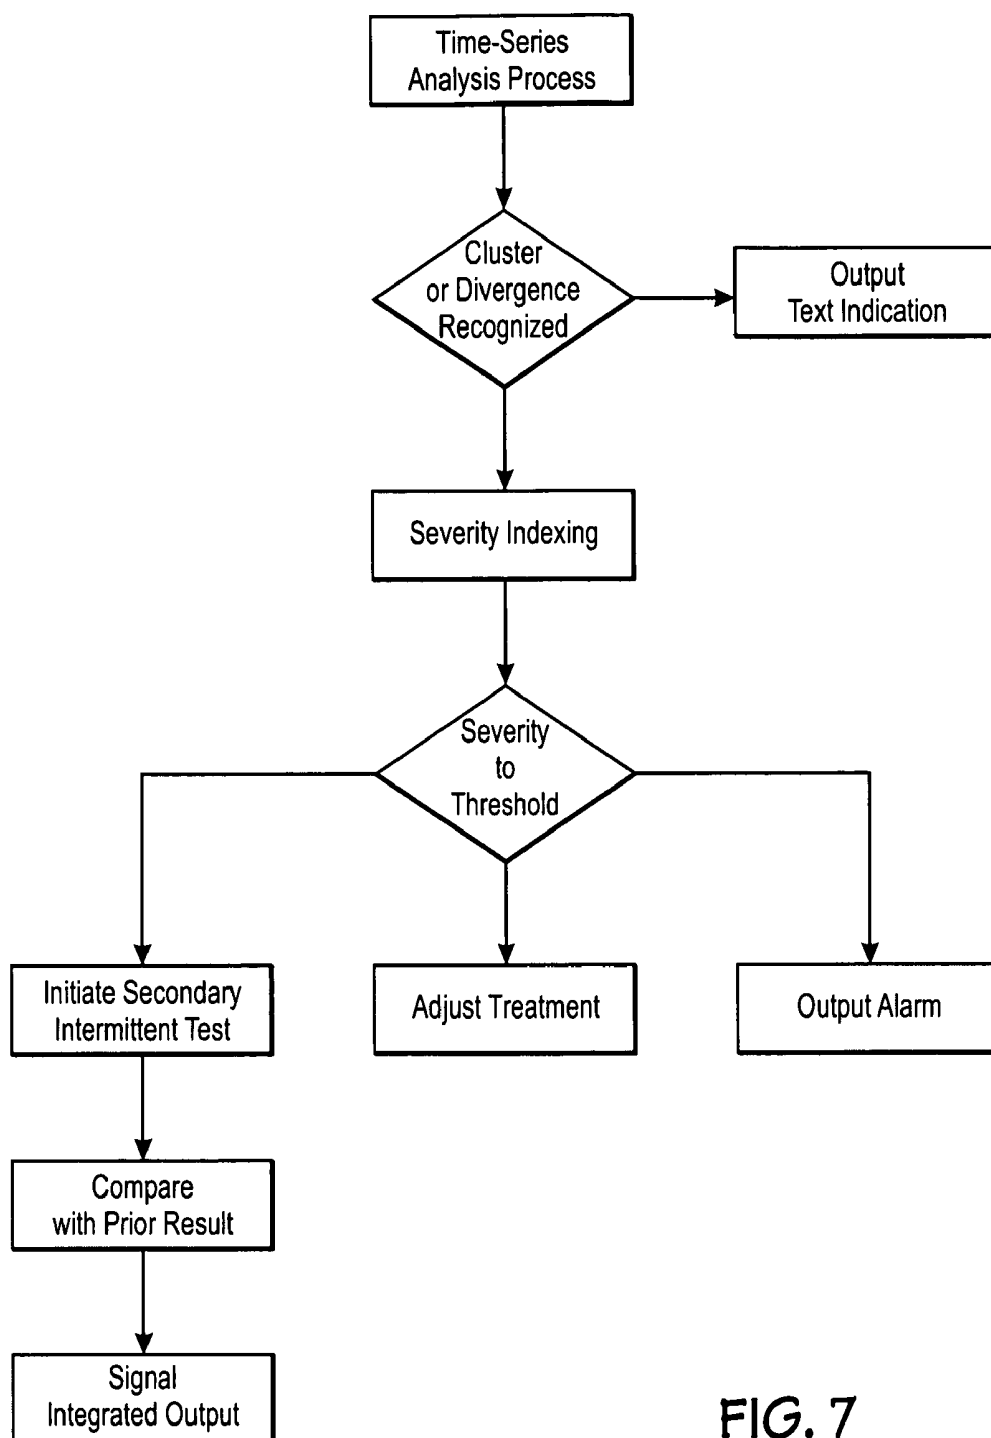 Time-Series
Analysis Process
Cluster
or Divergence
Recognized
Output
Text Indication
Severity Indexing
Severity
to
Threshold
Initiate Secondary
Intermittent Test
Adjust Treatment
Output Alarm
Compare
with Prior Result
Signal
Integrated Output
FIG. 7